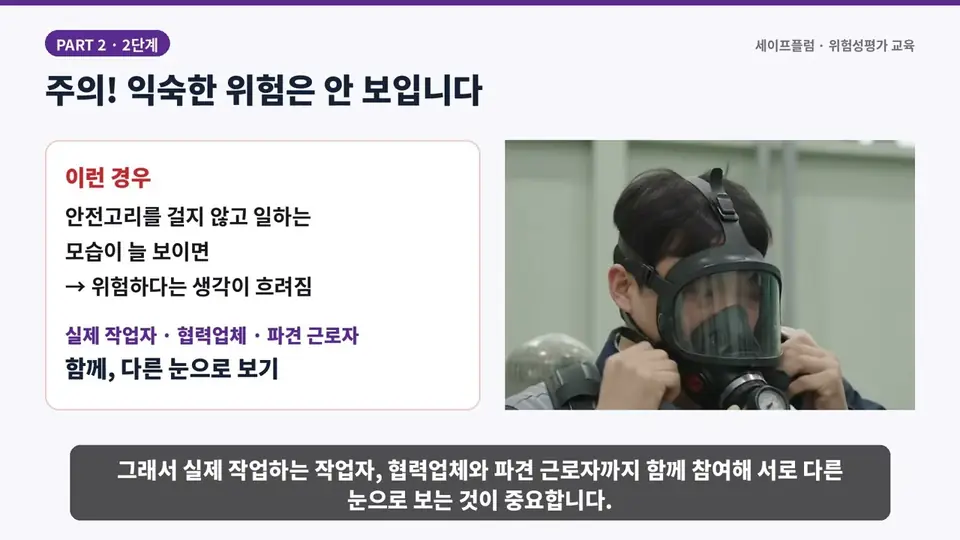 PART 2 · 2단계
세이프플럼 · 위험성평가 교육
주의! 익숙한 위험은 안 보입니다
이런 경우
안전고리를 걸지 않고 일하는
모습이 늘 보이면
→ 위험하다는 생각이 흐려짐
실제 작업자 · 협력업체 · 파견 근로자
함께, 다른 눈으로 보기
그래서 실제 작업하는 작업자, 협력업체와 파견 근로자까지 함께 참여해 서로 다른
눈으로 보는 것이 중요합니다.